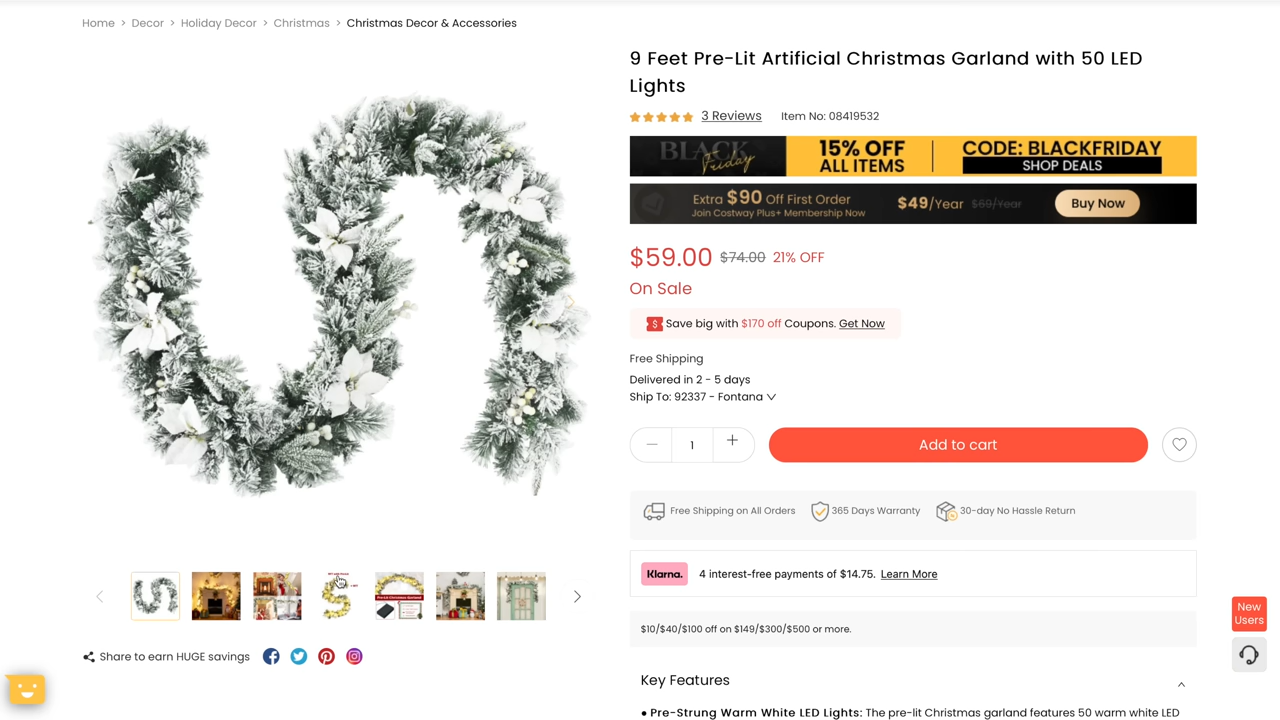 Home > Decor > Holiday Decor > Christmas > Christmas Decor & Accessories
9 Feet Pre-Lit Artificial Christmas Garland with 50 LED
Lights
3 Reviews Item No: 08419532
BLACK Friday 15% OFF ALL ITEMS CODE: BLACKFRIDAY SHOP DEALS
Extra $90 Off First Order $49/Year $69/Year Buy Now
Join Costway Plus+ Membership Now
$59.00 $74.00 21% OFF
On Sale
$ Save big with $170 off Coupons. Get Now
Free Shipping
Delivered in 2 - 5 days
Ship To: 92337 - Fontana
1 Add to cart
Free Shipping on All Orders 365 Days Warranty 30-day No Hassle Return
Klarna. 4 interest-free payments of $14.75. Learn More
New
Users
$10/$40/$100 off on $149/$300/$500 or more.
Share to earn HUGE savings
Key Features
• Pre-Strung Warm White LED Lights: The pre-lit Christmas garland features 50 warm white LED